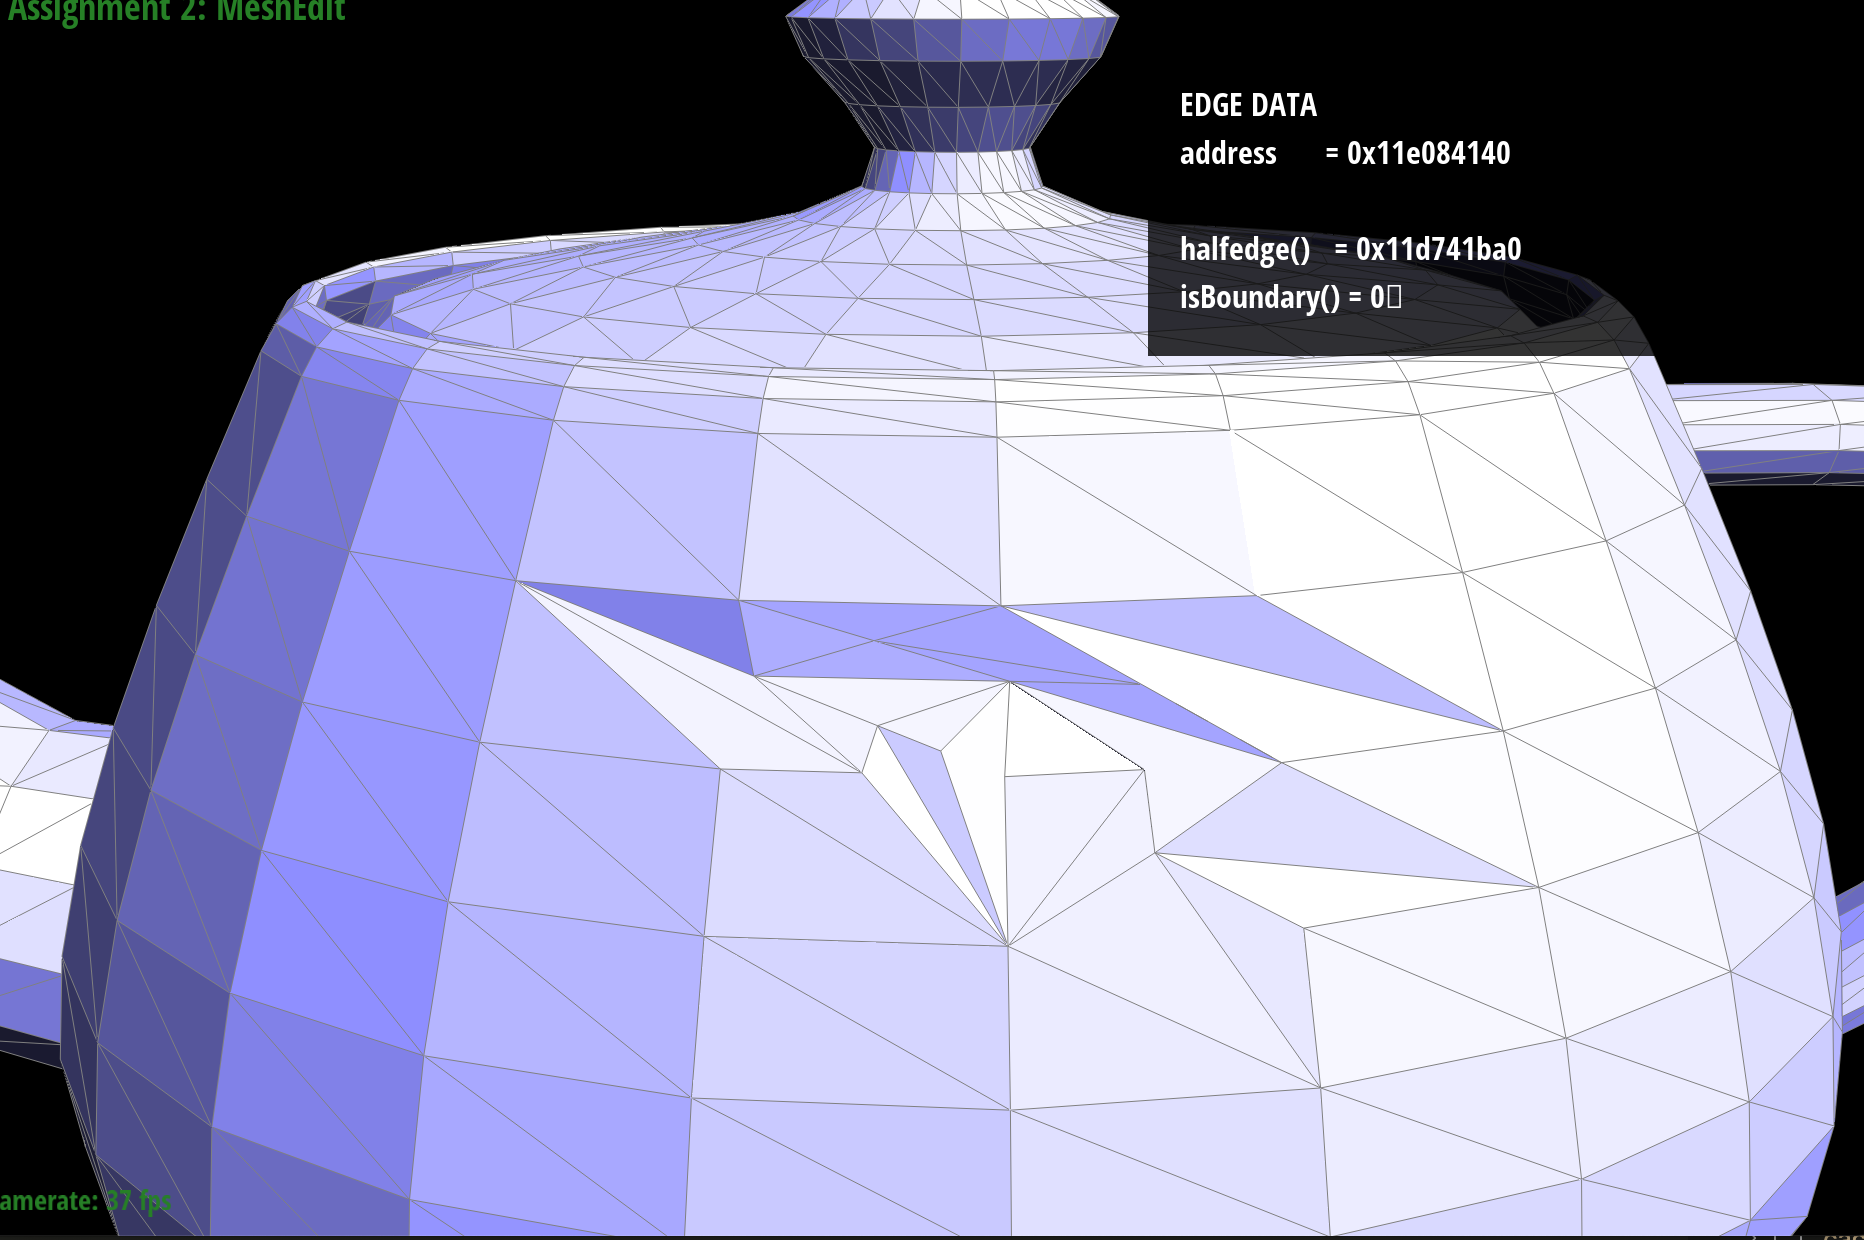 Assignment 2: MeshEdit
EDGE DATA
address = 0x11e084140
halfedge() = 0x11d741ba0
isBoundary() = 0
amerate: 37 fps